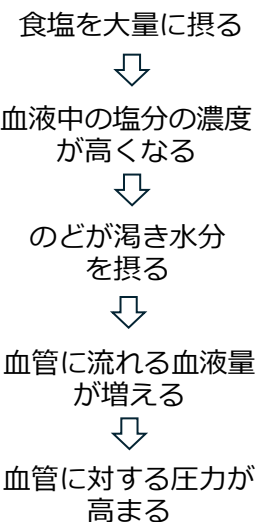 食塩を大量に摂る
血液中の塩分の濃度
が高くなる
のどが渇き水分
を摂る
血管に流れる血液量
が増える
血管に対する圧力が
高まる